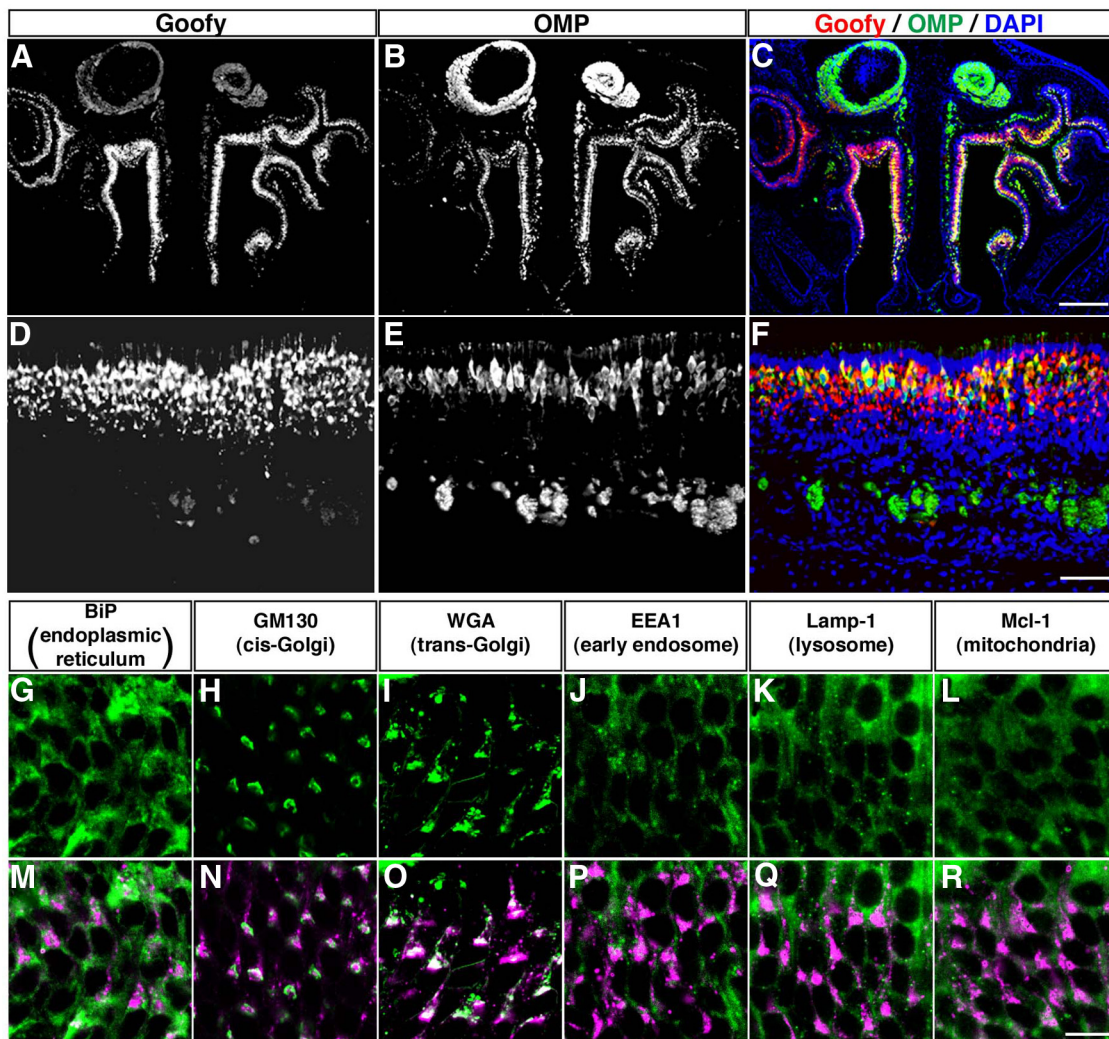 Goofy OMP Goofy / OMP / DAPI
A B C
D E F
BiP (endoplasmic reticulum) GM130 (cis-Golgi) WGA (trans-Golgi) EEA1 (early endosome) Lamp-1 (lysosome) Mcl-1 (mitochondria)
G H I J K L
M N O P Q R